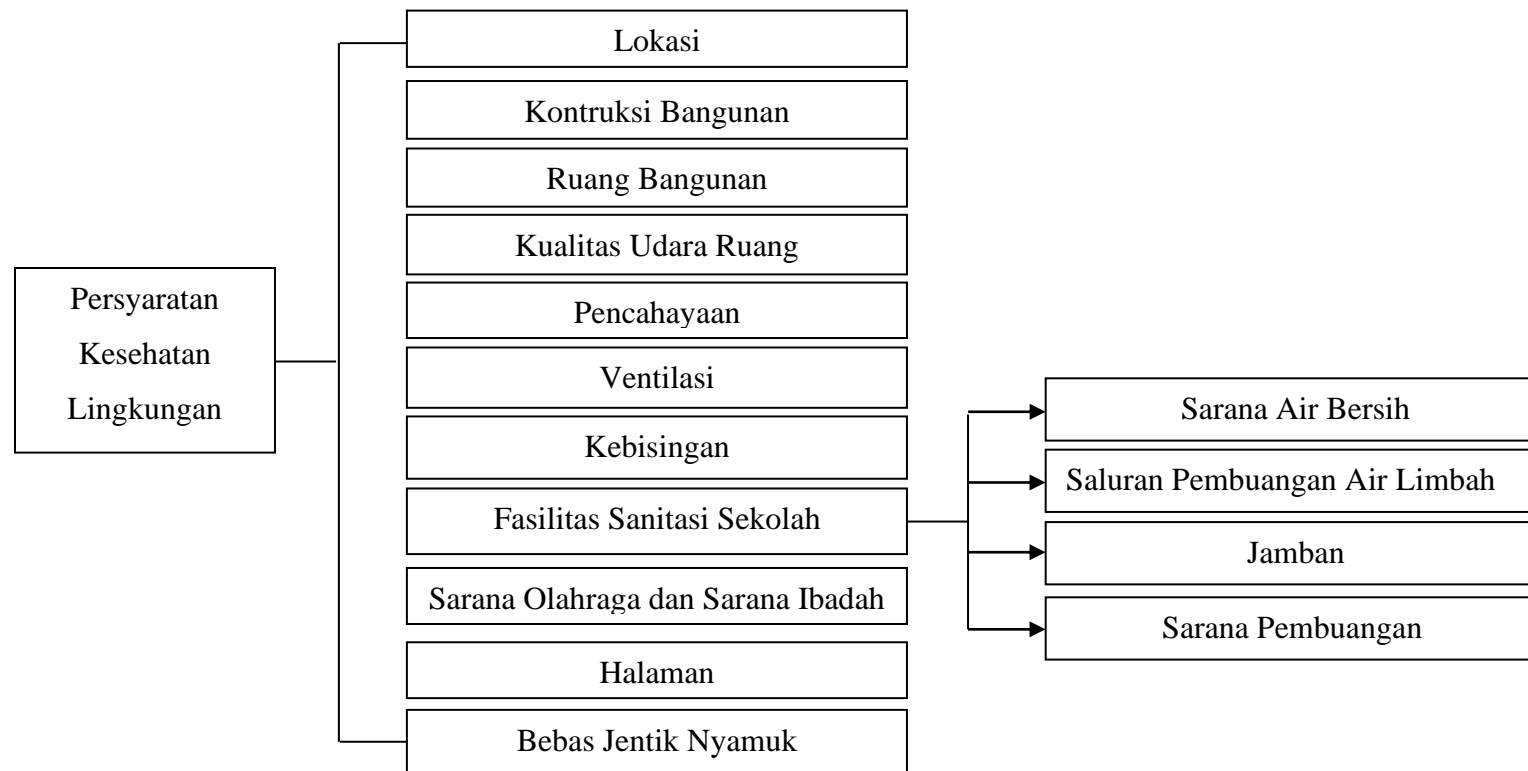 Persyaratan
Kesehatan
Lingkungan
Lokasi
Kontruksi Bangunan
Ruang Bangunan
Kualitas Udara Ruang
Pencahayaan
Ventilasi
Kebisingan
Fasilitas Sanitasi Sekolah
Sarana Olahraga dan Sarana Ibadah
Halaman
Bebas Jentik Nyamuk
Sarana Air Bersih
Saluran Pembuangan Air Limbah
Jamban
Sarana Pembuangan